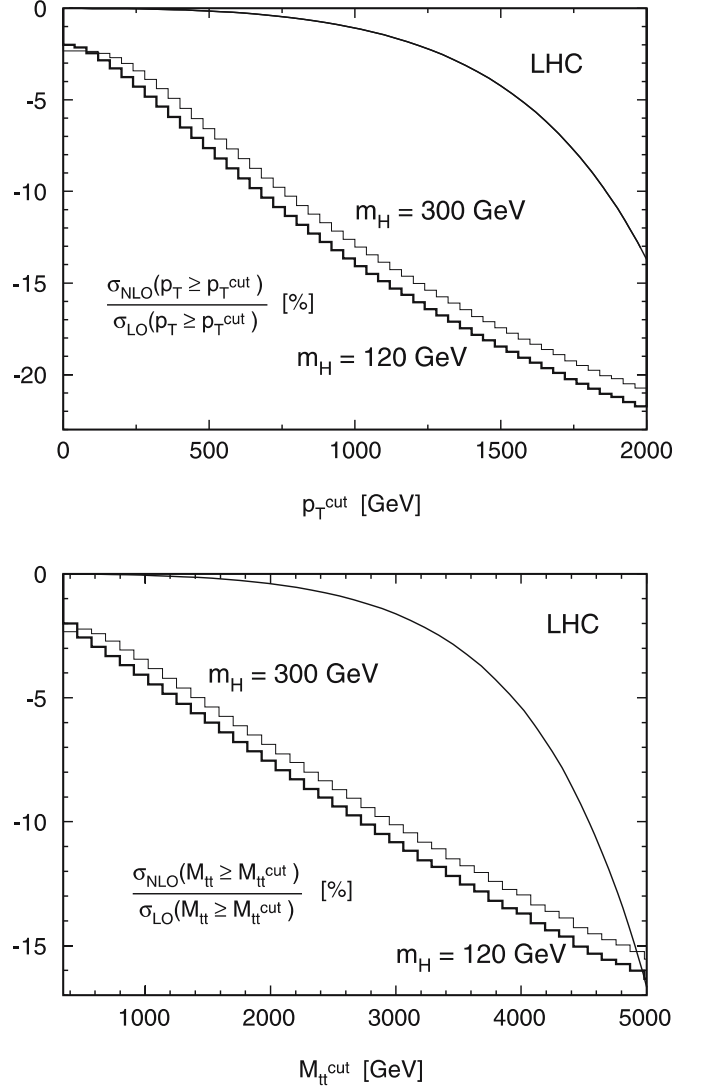 0
-5
-10
-15
-20
LHC
m_H = 300 GeV
σ_NLO(p_T ≥ p_T^cut)
σ_LO(p_T ≥ p_T^cut)
[%]
m_H = 120 GeV
0 500 1000 1500 2000
p_T^cut [GeV]
0
-5
-10
-15
LHC
m_H = 300 GeV
σ_NLO(M_tt ≥ M_tt^cut)
σ_LO(M_tt ≥ M_tt^cut)
[%]
m_H = 120 GeV
1000 2000 3000 4000 5000
M_tt^cut [GeV]